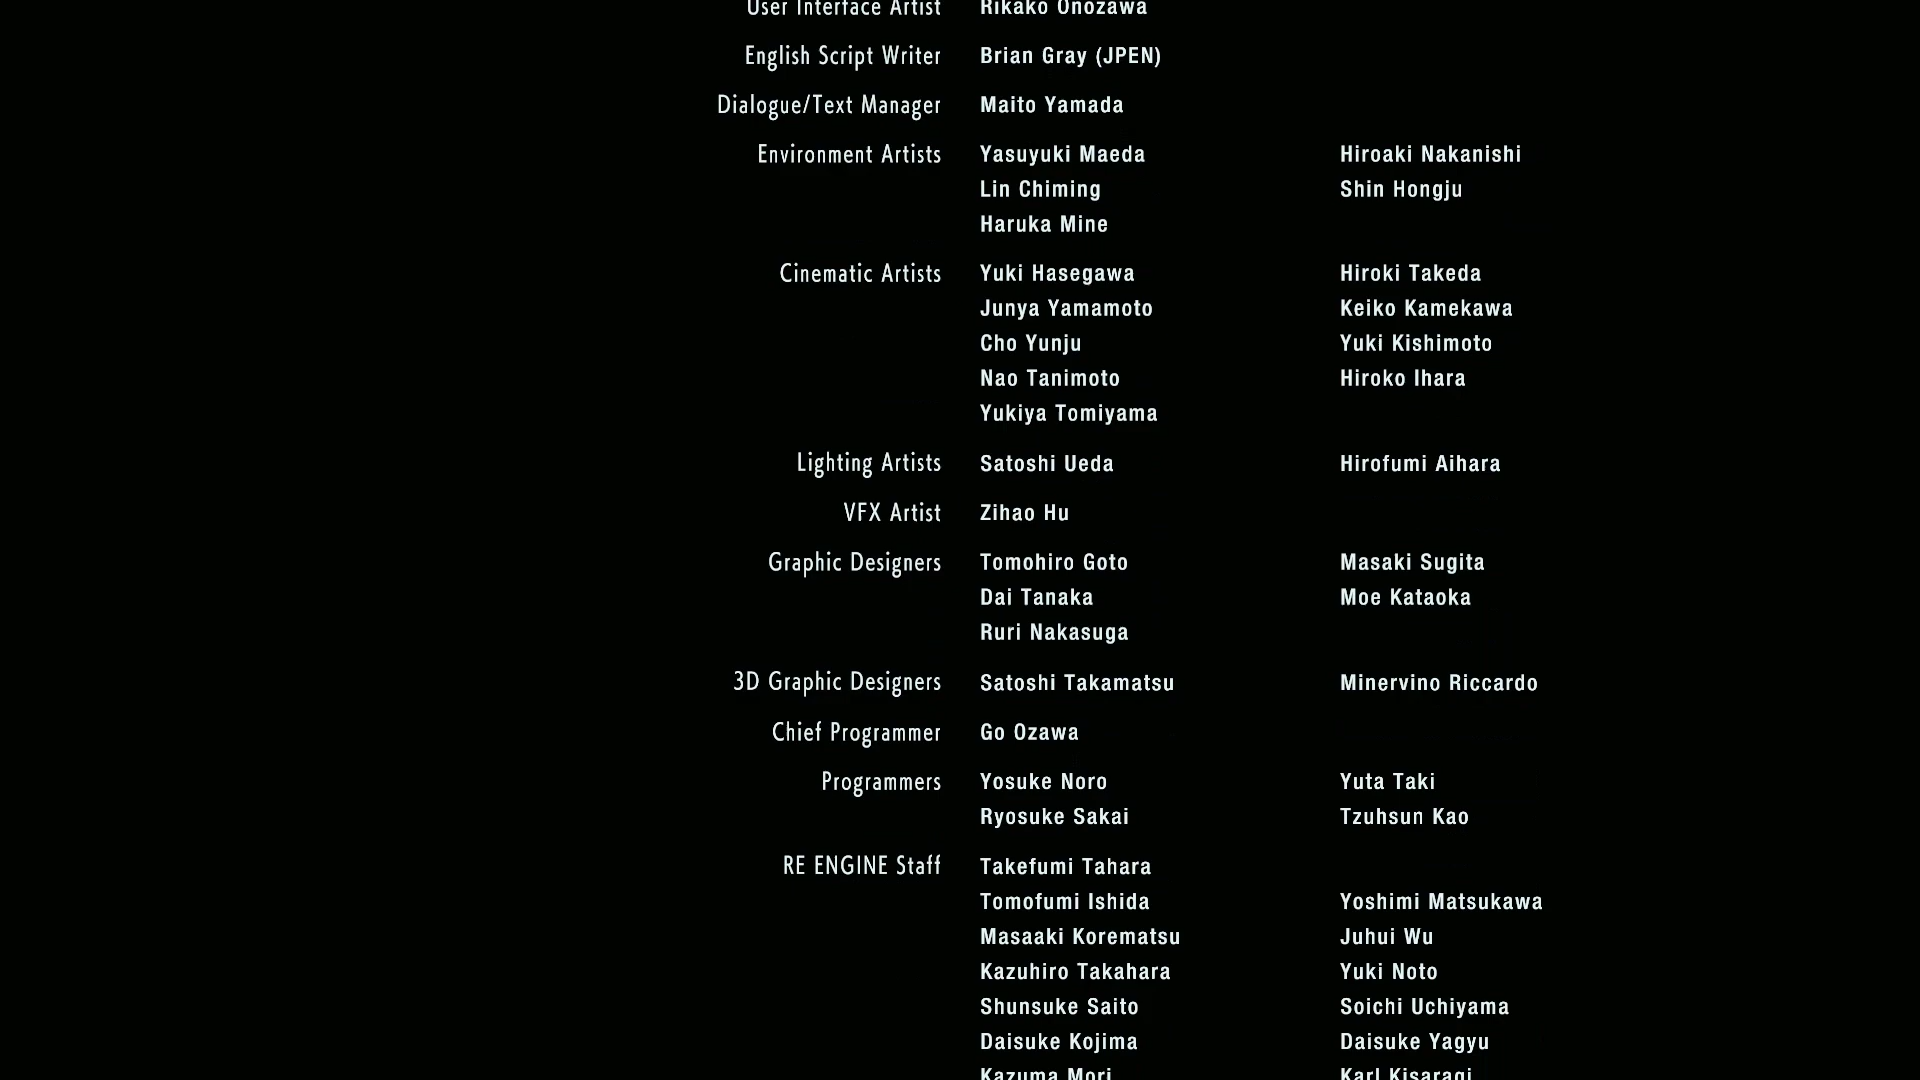 User Interface Artist Rikako Onozawa
English Script Writer Brian Gray (JPEN)
Dialogue/Text Manager Maito Yamada
Environment Artists Yasuyuki Maeda Hiroaki Nakanishi
Lin Chiming Shin Hongju
Haruka Mine
Cinematic Artists Yuki Hasegawa Hiroki Takeda
Junya Yamamoto Keiko Kamekawa
Cho Yunju Yuki Kishimoto
Nao Tanimoto Hiroko Ihara
Yukiya Tomiyama
Lighting Artists Satoshi Ueda Hirofumi Aihara
VFX Artist Zihao Hu
Graphic Designers Tomohiro Goto Masaki Sugita
Dai Tanaka Moe Kataoka
Ruri Nakasuga
3D Graphic Designers Satoshi Takamatsu Minervino Riccardo
Chief Programmer Go Ozawa
Programmers Yosuke Noro Yuta Taki
Ryosuke Sakai Tzuhsun Kao
RE ENGINE Staff Takefumi Tahara
Tomofumi Ishida Yoshimi Matsukawa
Masaaki Korematsu Juhui Wu
Kazuhiro Takahara Yuki Noto
Shunsuke Saito Soichi Uchiyama
Daisuke Kojima Daisuke Yagyu
Kazuma Mori Karl Kisaragi